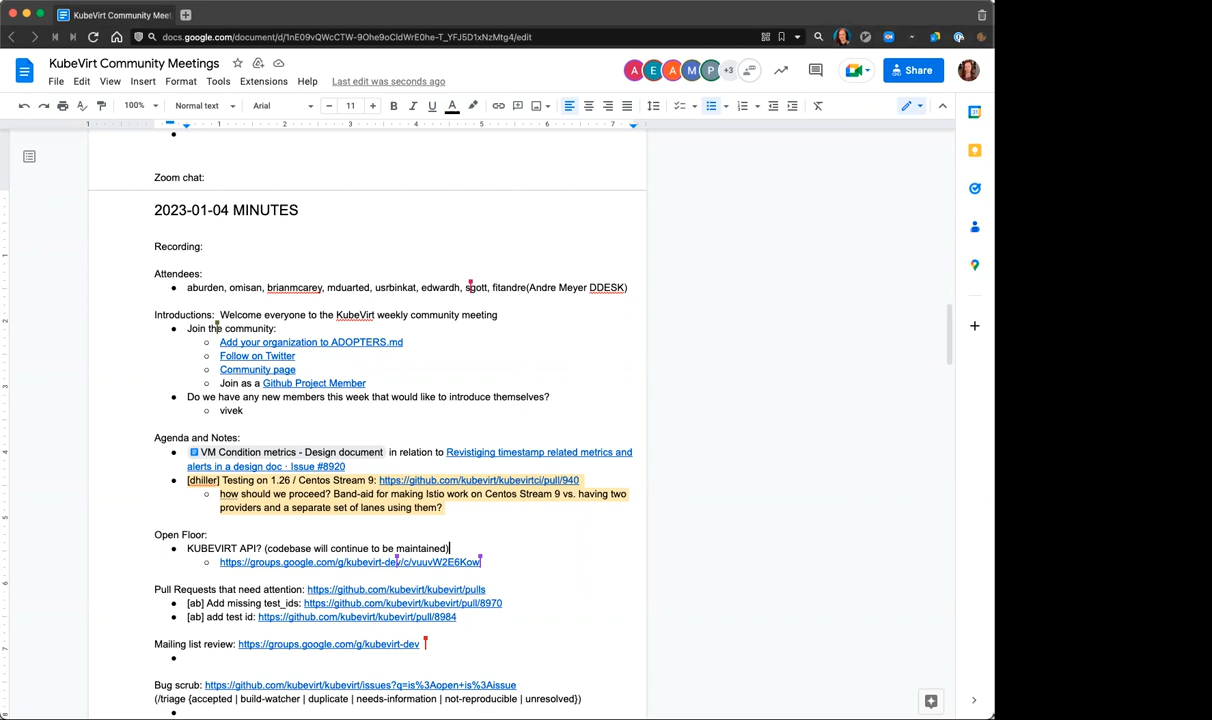 KubeVirt Community Meet
docs.google.com/document/d/1nE09vQWcCTW-9Ohe9oCldWrE0he-T_YFJ5D1xNzMtg4/edit
KubeVirt Community Meetings
File Edit View Insert Format Tools Extensions Help Last edit was seconds ago
A E A M P +3
Share
100% Normal text Arial 11 B I U A
1 1 2 3 4 5 6 7
Zoom chat:
2023-01-04 MINUTES
Recording:
Attendees:
● aburden, omisan, brianmcarey, mduarted, usrbinkat, edwardh, sgott, fitandre(Andre Meyer DDESK)
Introductions: Welcome everyone to the KubeVirt weekly community meeting
● Join the community:
○ Add your organization to ADOPTERS.md
○ Follow on Twitter
○ Community page
○ Join as a Github Project Member
● Do we have any new members this week that would like to introduce themselves?
○ vivek
Agenda and Notes:
● VM Condition metrics - Design document in relation to Revistiging timestamp related metrics and
alerts in a design doc · Issue #8920
● [dhiller] Testing on 1.26 / Centos Stream 9: https://github.com/kubevirt/kubevirtci/pull/940
○ how should we proceed? Band-aid for making Istio work on Centos Stream 9 vs. having two
providers and a separate set of lanes using them?
Open Floor:
● KUBEVIRT API? (codebase will continue to be maintained)
○ https://groups.google.com/g/kubevirt-dev/c/vuuvW2E6Kow
Pull Requests that need attention: https://github.com/kubevirt/kubevirt/pulls
● [ab] Add missing test_ids: https://github.com/kubevirt/kubevirt/pull/8970
● [ab] add test id: https://github.com/kubevirt/kubevirt/pull/8984
Mailing list review: https://groups.google.com/g/kubevirt-dev
Bug scrub: https://github.com/kubevirt/kubevirt/issues?q=is%3Aopen+is%3Aissue
(/triage {accepted | build-watcher | duplicate | needs-information | not-reproducible | unresolved})